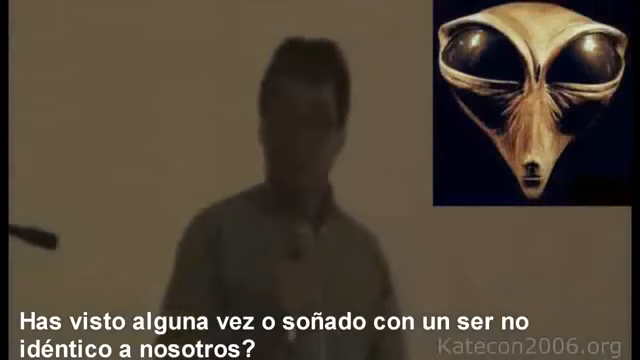 Has visto alguna vez o soñado con un ser no
idéntico a nosotros?
Katecon2006.org